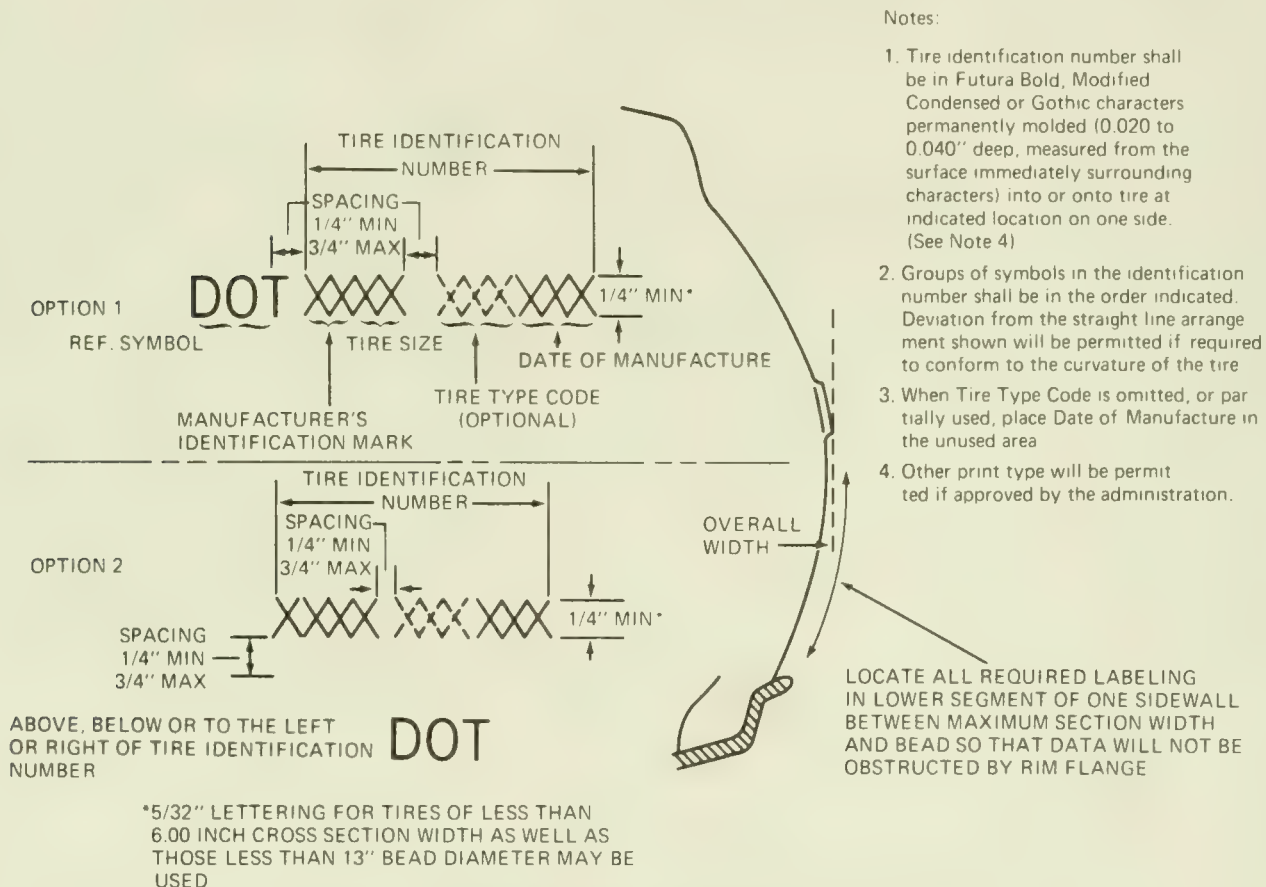 Notes:
1. Tire identification number shall
be in Futura Bold, Modified
Condensed or Gothic characters
permanently molded (0.020 to
0.040" deep, measured from the
surface immediately surrounding
characters) into or onto tire at
indicated location on one side.
(See Note 4)
2. Groups of symbols in the identification
number shall be in the order indicated.
Deviation from the straight line arrange
ment shown will be permitted if required
to conform to the curvature of the tire
3. When Tire Type Code is omitted, or par
tially used, place Date of Manufacture in
the unused area
4. Other print type will be permit
ted if approved by the administration.
TIRE IDENTIFICATION
NUMBER
SPACING
1/4" MIN
3/4" MAX
OPTION 1
DOT
1/4" MIN*
REF. SYMBOL
TIRE SIZE
DATE OF MANUFACTURE
TIRE TYPE CODE
(OPTIONAL)
MANUFACTURER'S
IDENTIFICATION MARK
TIRE IDENTIFICATION
NUMBER
SPACING
1/4" MIN
3/4" MAX
OPTION 2
1/4" MIN*
SPACING
1/4" MIN
3/4" MAX
ABOVE, BELOW OR TO THE LEFT
OR RIGHT OF TIRE IDENTIFICATION
NUMBER
DOT
OVERALL
WIDTH
LOCATE ALL REQUIRED LABELING
IN LOWER SEGMENT OF ONE SIDEWALL
BETWEEN MAXIMUM SECTION WIDTH
AND BEAD SO THAT DATA WILL NOT BE
OBSTRUCTED BY RIM FLANGE
*5/32" LETTERING FOR TIRES OF LESS THAN
6.00 INCH CROSS SECTION WIDTH AS WELL AS
THOSE LESS THAN 13" BEAD DIAMETER MAY BE
USED